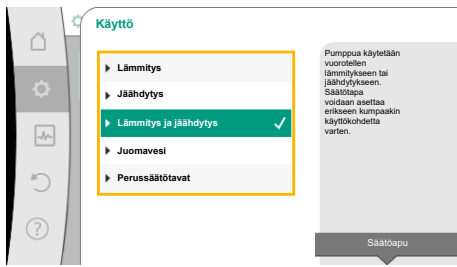 Käyttö
Lämmitys
Jäähdytys
Lämmitys ja jäähdytys
Juomavesi
Perussäätötavat
Pumppua käytetään
vuorotellen
lämmitykseen tai
jäähdytykseen.
Säätötapa
voidaan asettaa
erikseen kumpaakin
käyttökohdetta
varten.
Säätöapu